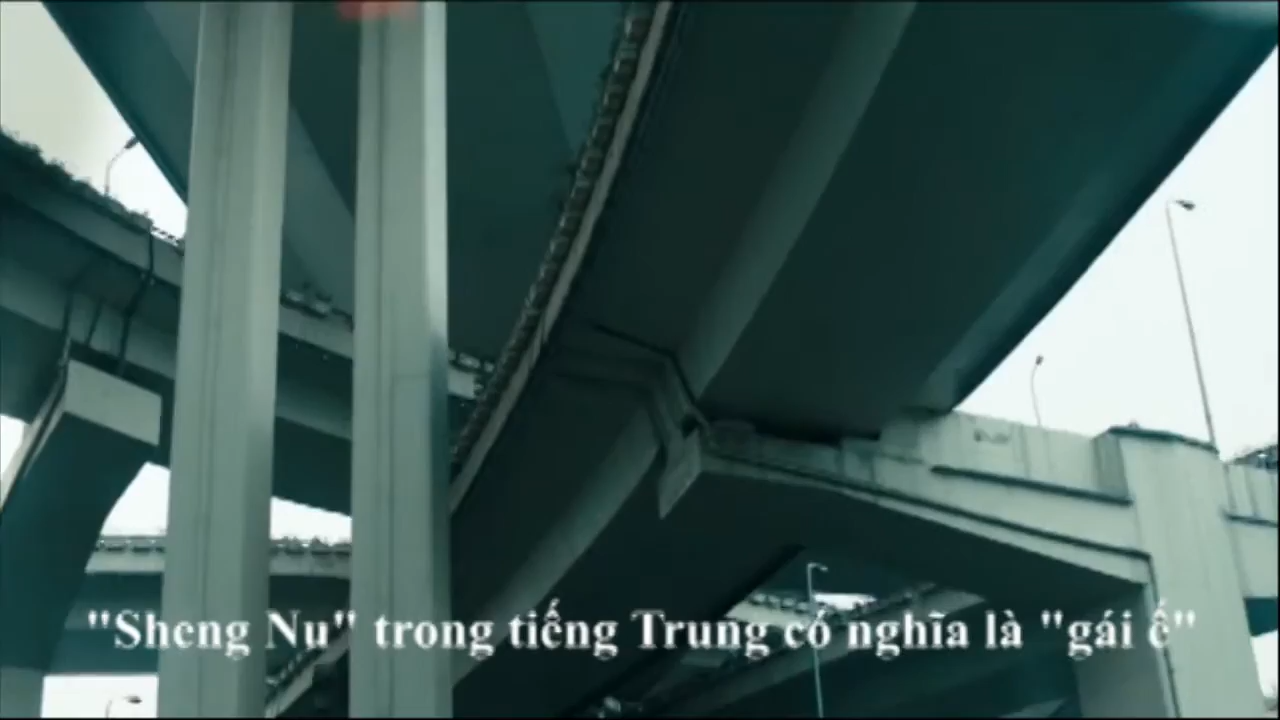 "Sheng Nu" trong tiếng Trung có nghĩa là "gái ế"